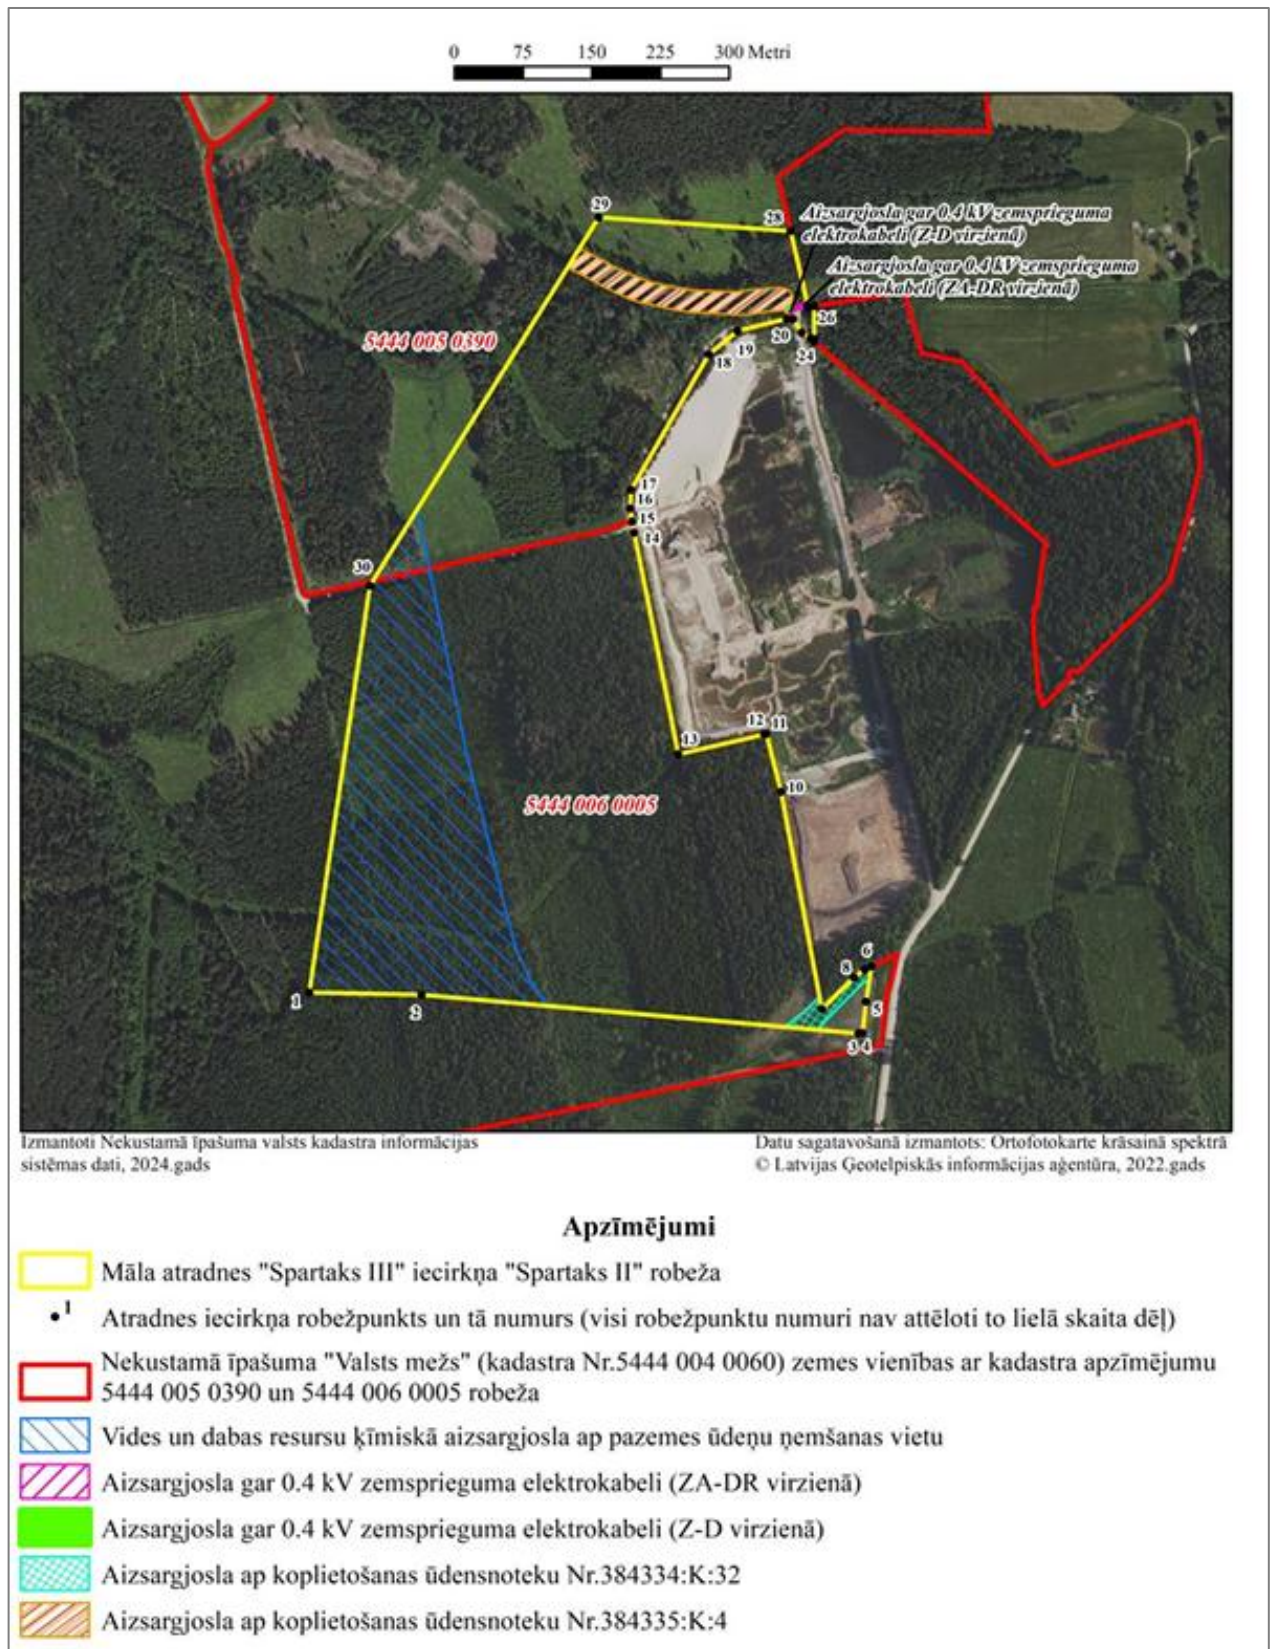 0 75 150 225 300 Metri
29
28
Aizsargjosla gar 0.4 kV zemsprieguma
elektrokabeli (Z-D virzienā)
Aizsargjosla gar 0.4 kV zemsprieguma
elektrokabeli (ZA-DR virzienā)
26
20
24
19
18
5444 005 0390
17
16
15
14
30
12 11
13
10
5444 006 0005
6
8
1
2
5
3 4
Izmantoti Nekustamā īpašuma valsts kadastra informācijas
sistēmas dati, 2024.gads
Datu sagatavošanā izmantots: Ortofotokarte krāsainā spektrā
© Latvijas Ģeotelpiskās informācijas aģentūra, 2022.gads
Apzīmējumi
Māla atradnes "Spartaks III" iecirkņa "Spartaks II" robeža
1 Atradnes iecirkņa robežpunkts un tā numurs (visi robežpunktu numuri nav attēloti to lielā skaita dēļ)
Nekustamā īpašuma "Valsts mežs" (kadastra Nr.5444 004 0060) zemes vienības ar kadastra apzīmējumu
5444 005 0390 un 5444 006 0005 robeža
Vides un dabas resursu ķīmiskā aizsargjosla ap pazemes ūdeņu ņemšanas vietu
Aizsargjosla gar 0.4 kV zemsprieguma elektrokabeli (ZA-DR virzienā)
Aizsargjosla gar 0.4 kV zemsprieguma elektrokabeli (Z-D virzienā)
Aizsargjosla ap koplietošanas ūdensnoteku Nr.384334:K:32
Aizsargjosla ap koplietošanas ūdensnoteku Nr.384335:K:4